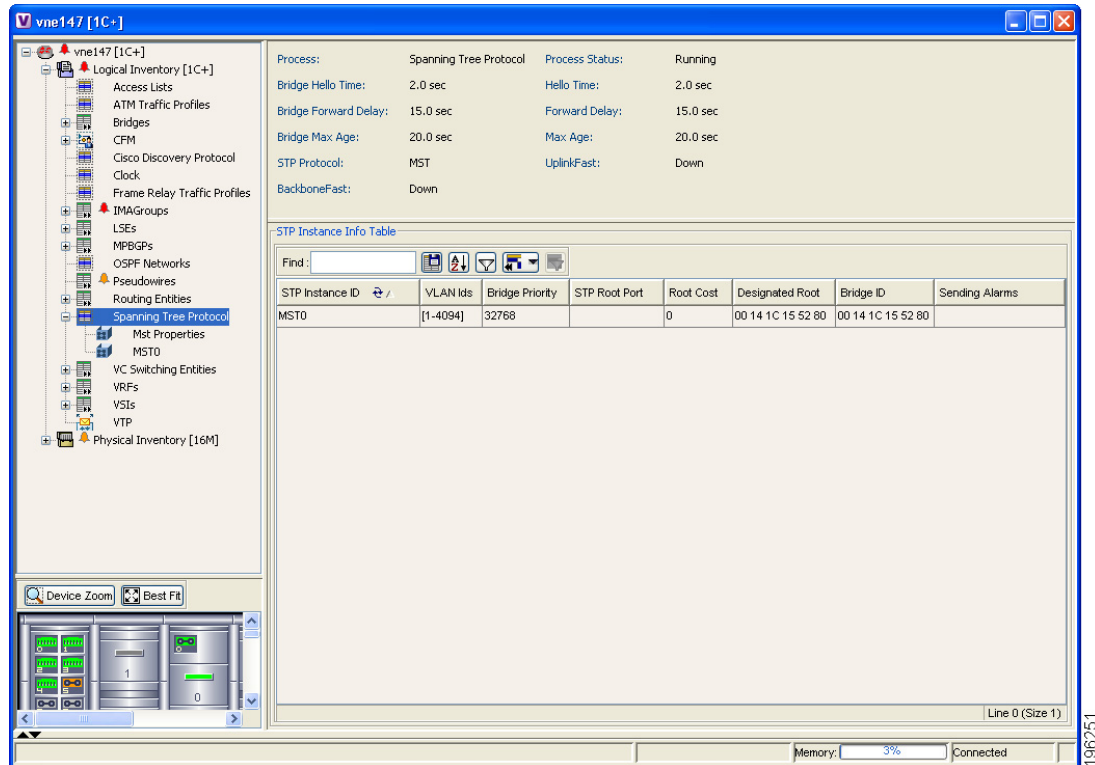 vne147 [1C+]
vne147 [1C+]
Logical Inventory [1C+]
Access Lists
ATM Traffic Profiles
Bridges
CFM
Cisco Discovery Protocol
Clock
Frame Relay Traffic Profiles
IMAGroups
LSEs
MPBGPs
OSPF Networks
Pseudowires
Routing Entities
Spanning Tree Protocol
Mst Properties
MST0
VC Switching Entities
VRFs
VSIs
VTP
Physical Inventory [16M]
Device Zoom Best Fit
1
0
Process: Spanning Tree Protocol Process Status: Running
Bridge Hello Time: 2.0 sec Hello Time: 2.0 sec
Bridge Forward Delay: 15.0 sec Forward Delay: 15.0 sec
Bridge Max Age: 20.0 sec Max Age: 20.0 sec
STP Protocol: MST UplinkFast: Down
BackboneFast: Down
STP Instance Info Table
Find :
STP Instance ID VLAN Ids Bridge Priority STP Root Port Root Cost Designated Root Bridge ID Sending Alarms
MST0 [1-4094] 32768 0 00 14 1C 15 52 80 00 14 1C 15 52 80
Line 0 (Size 1)
Memory: 3% Connected
196251